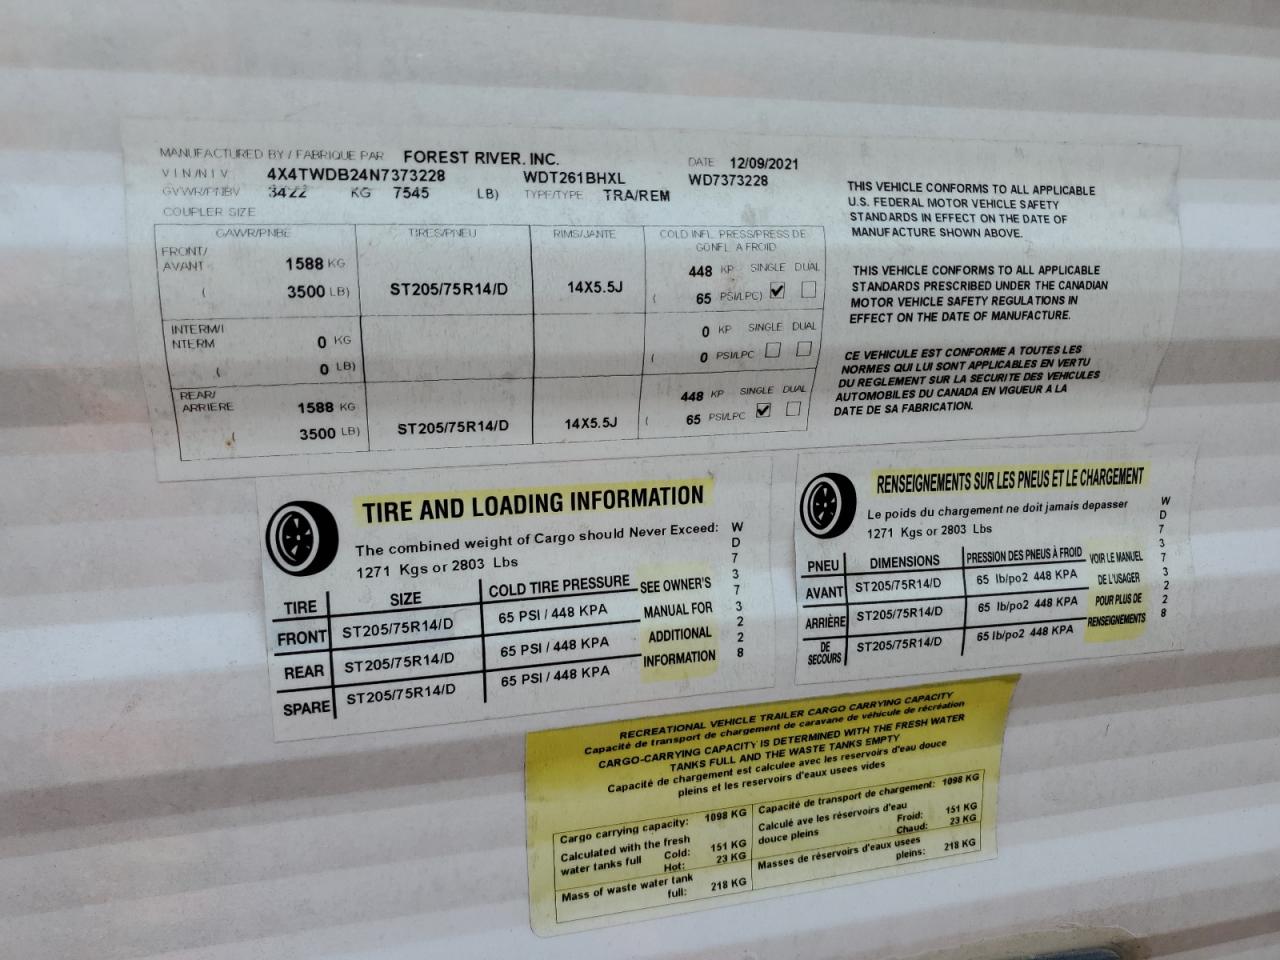 MANUFACTURED BY / FABRIQUE PAR FOREST RIVER, INC. DATE 12/09/2021
V I N / N I V 4X4TWDB24N7373228 WDT261BHXL WD7373228
GVWR/PNBV 3422 KG 7545 LB) TYPE/TYPE TRA/REM
COUPLER SIZE
GAWR/PNBE TIRES/PNEU RIMS/JANTE COLD INFL. PRESS/PRESS DE
GONFL. A FROID
FRONT/
AVANT 1588 KG 448 KP SINGLE DUAL
( 3500 LB) ST205/75R14/D 14X5.5J ( 65 PSI/LPC)
INTERM/I
NTERM 0 KG 0 KP SINGLE DUAL
( 0 LB) ( 0 PSI/LPC
REAR/
ARRIERE 1588 KG 448 KP SINGLE DUAL
( 3500 LB) ST205/75R14/D 14X5.5J ( 65 PSI/LPC
THIS VEHICLE CONFORMS TO ALL APPLICABLE
U.S. FEDERAL MOTOR VEHICLE SAFETY
STANDARDS IN EFFECT ON THE DATE OF
MANUFACTURE SHOWN ABOVE.
THIS VEHICLE CONFORMS TO ALL APPLICABLE
STANDARDS PRESCRIBED UNDER THE CANADIAN
MOTOR VEHICLE SAFETY REGULATIONS IN
EFFECT ON THE DATE OF MANUFACTURE.
CE VEHICULE EST CONFORME A TOUTES LES
NORMES QUI LUI SONT APPLICABLES EN VERTU
DU REGLEMENT SUR LA SECURITE DES VEHICULES
AUTOMOBILES DU CANADA EN VIGUEUR A LA
DATE DE SA FABRICATION.
TIRE AND LOADING INFORMATION
The combined weight of Cargo should Never Exceed:
1271 Kgs or 2803 Lbs
TIRE SIZE COLD TIRE PRESSURE
FRONT ST205/75R14/D 65 PSI / 448 KPA
REAR ST205/75R14/D 65 PSI / 448 KPA
SPARE ST205/75R14/D 65 PSI / 448 KPA
SEE OWNER'S
MANUAL FOR
ADDITIONAL
INFORMATION
W
D
7
3
7
3
2
2
8
RENSEIGNEMENTS SUR LES PNEUS ET LE CHARGEMENT
Le poids du chargement ne doit jamais depasser
1271 Kgs or 2803 Lbs
PNEU DIMENSIONS PRESSION DES PNEUS À FROID
AVANT ST205/75R14/D 65 lb/po2 448 KPA
ARRIÈRE ST205/75R14/D 65 lb/po2 448 KPA
DE
SECOURS ST205/75R14/D 65 lb/po2 448 KPA
VOIR LE MANUEL
DE L'USAGER
POUR PLUS DE
RENSEIGNEMENTS
W
D
7
3
7
3
2
2
8
RECREATIONAL VEHICLE TRAILER CARGO CARRYING CAPACITY
Capacité de transport de chargement de caravane de véhicule de récréation
CARGO-CARRYING CAPACITY IS DETERMINED WITH THE FRESH WATER
TANKS FULL AND THE WASTE TANKS EMPTY
Capacité de chargement est calculee avec les reservoirs d'eau douce
pleins et les reservoirs d'eaux usees vides
Cargo carrying capacity: 1098 KG
Calculated with the fresh
water tanks full Cold: 151 KG
Hot: 23 KG
Mass of waste water tank
full: 218 KG
Capacité de transport de chargement: 1098 KG
Calculé ave les réservoirs d'eau
douce pleins Froid: 151 KG
Chaud: 23 KG
Masses de réservoirs d'eaux usees
pleins: 218 KG